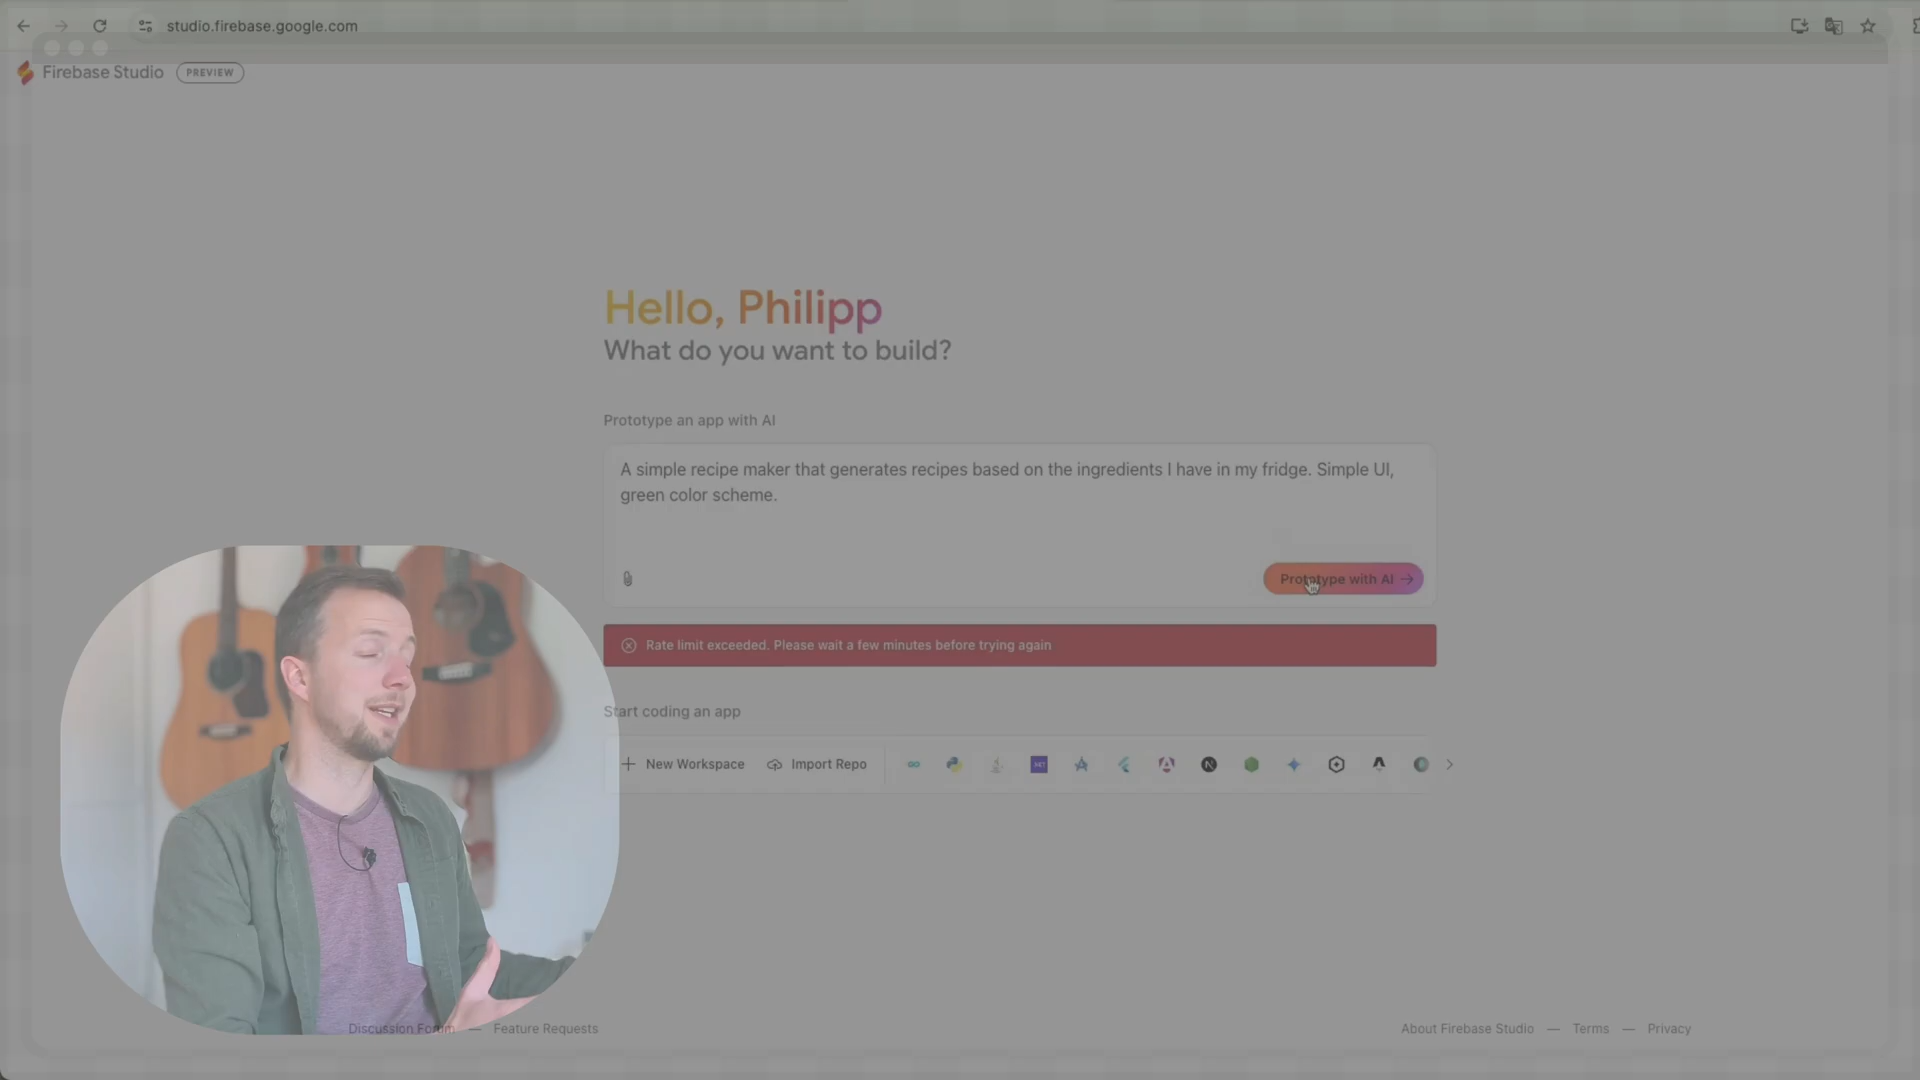 studio.firebase.google.com
Firebase Studio PREVIEW
Hello, Philipp
What do you want to build?
Prototype an app with AI
A simple recipe maker that generates recipes based on the ingredients I have in my fridge. Simple UI,
green color scheme.
Prototype with AI
Rate limit exceeded. Please wait a few minutes before trying again
Start coding an app
New Workspace Import Repo
Discussion Forum — Feature Requests
About Firebase Studio — Terms — Privacy